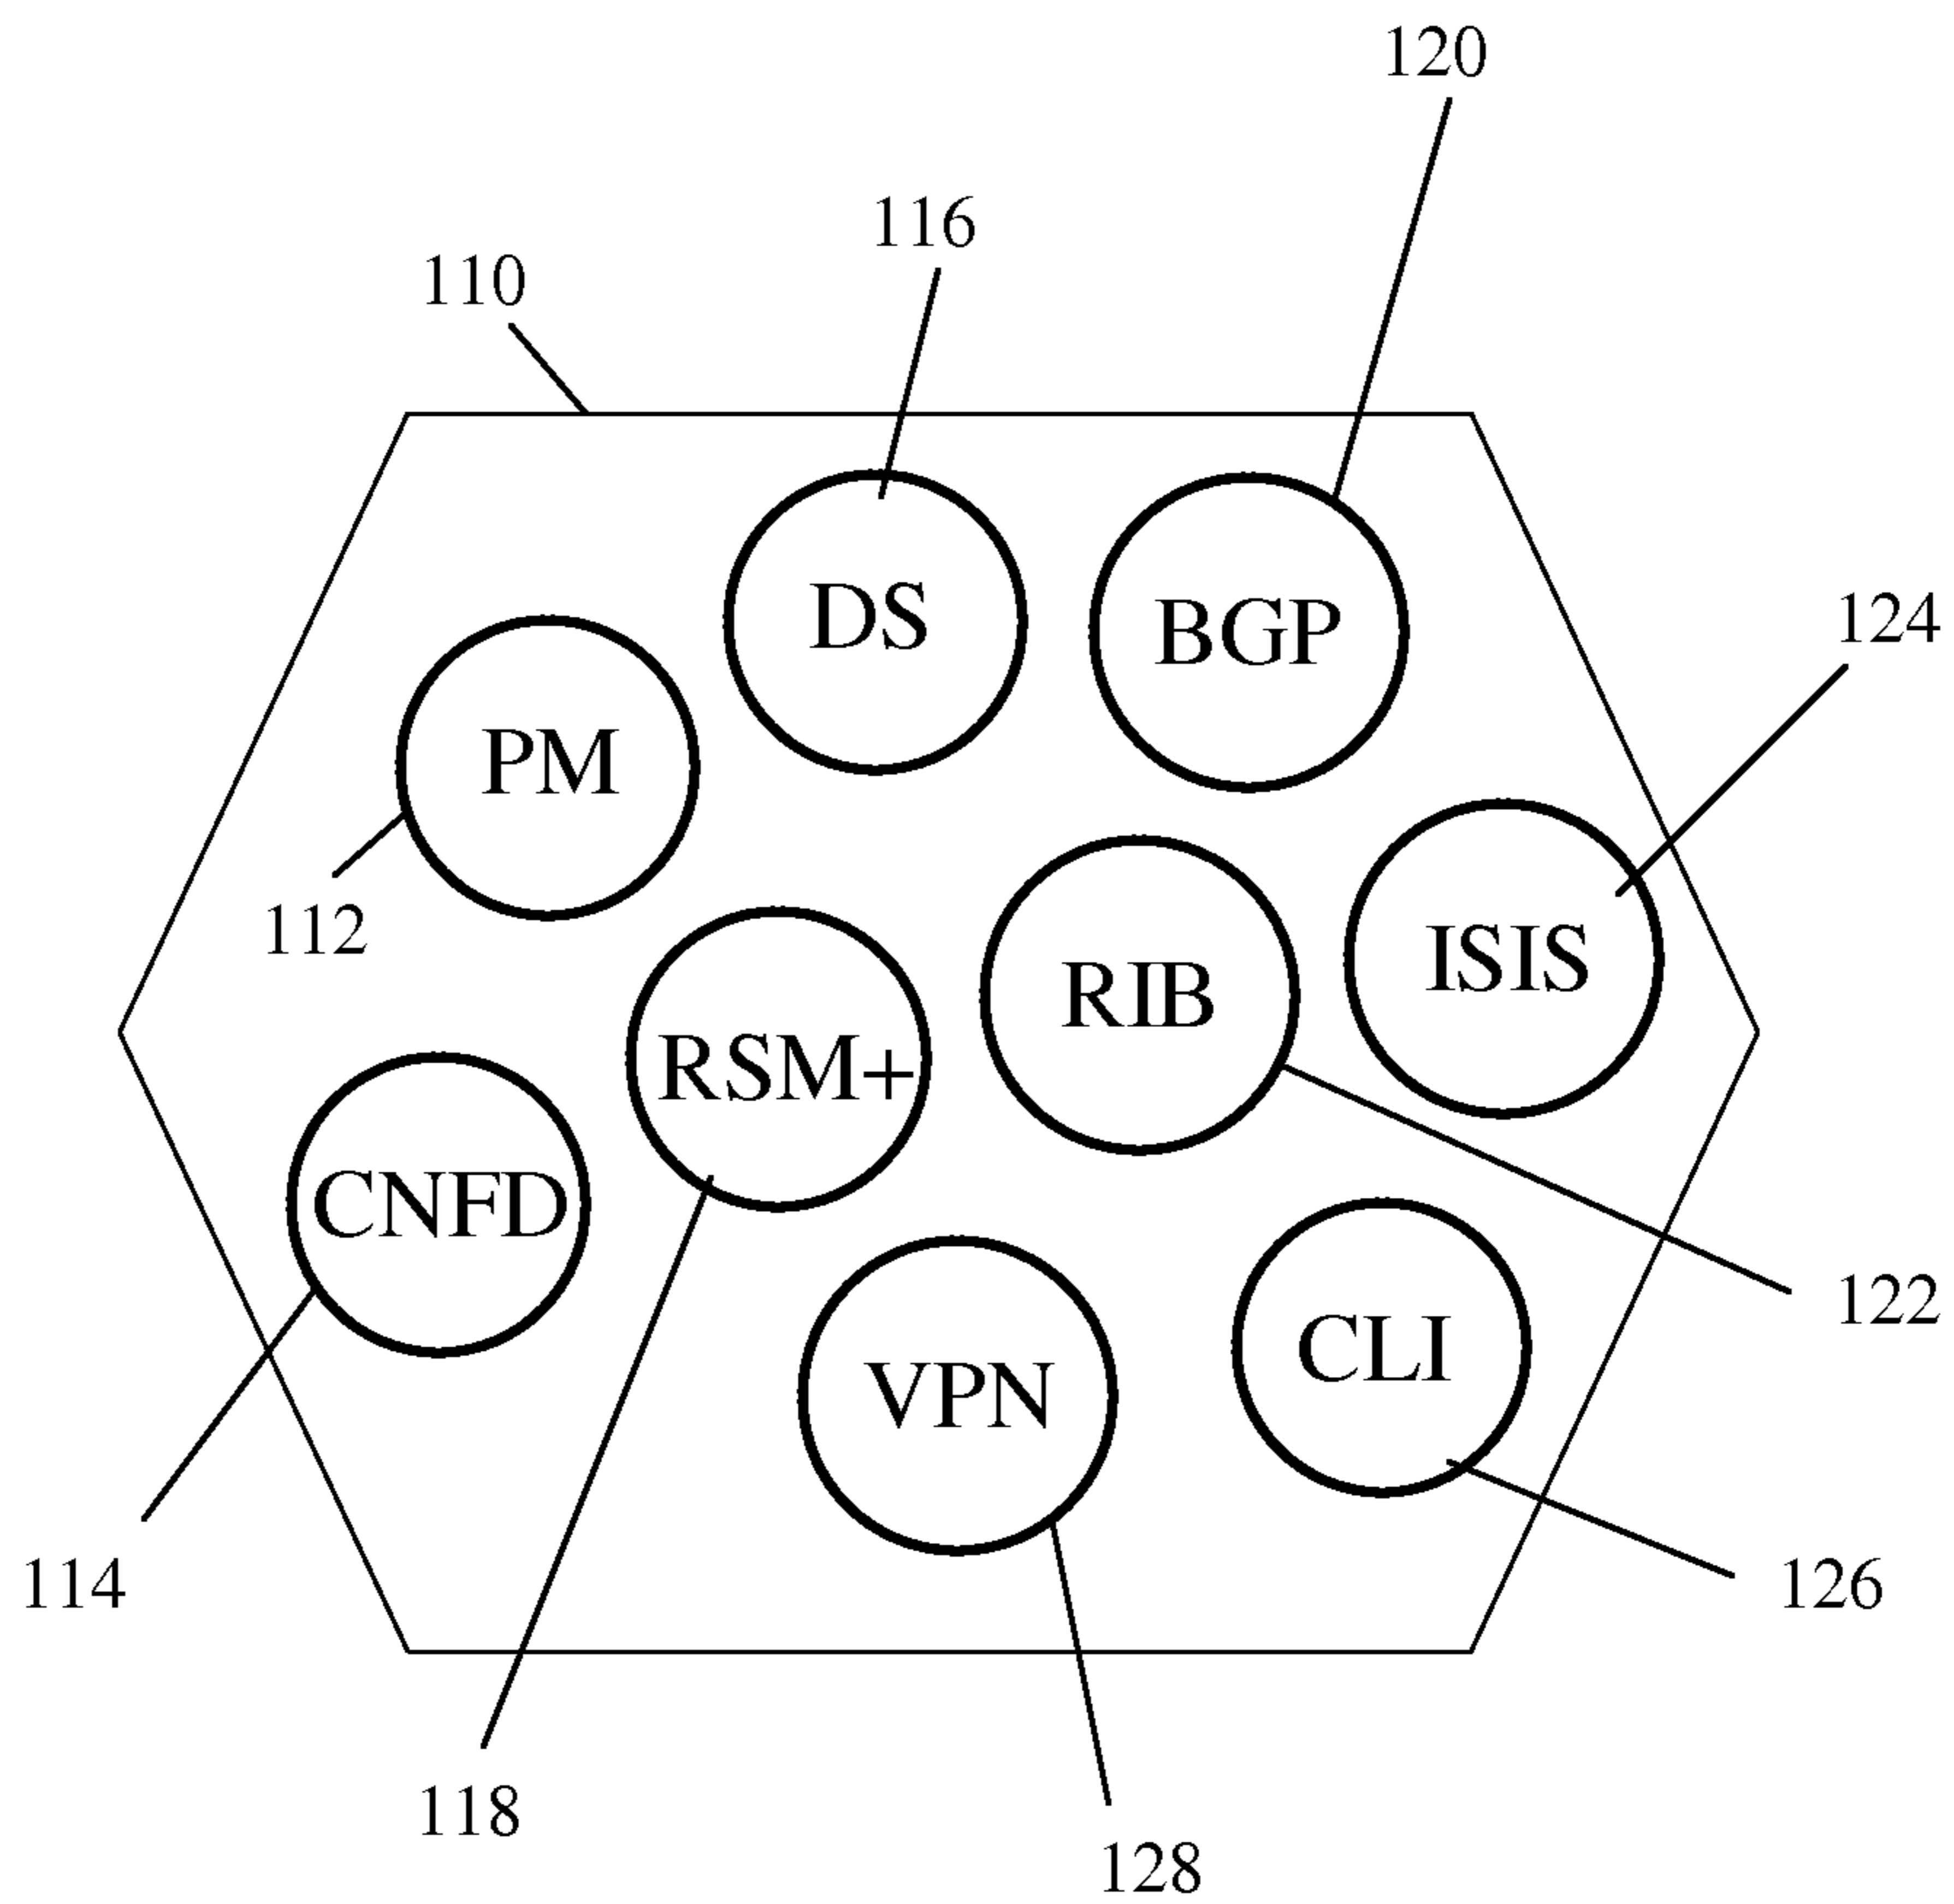 120
116
110
DS
BGP
124
PM
112
ISIS
RIB
RSM+
CNFD
122
CLI
VPN
114
126
118
128